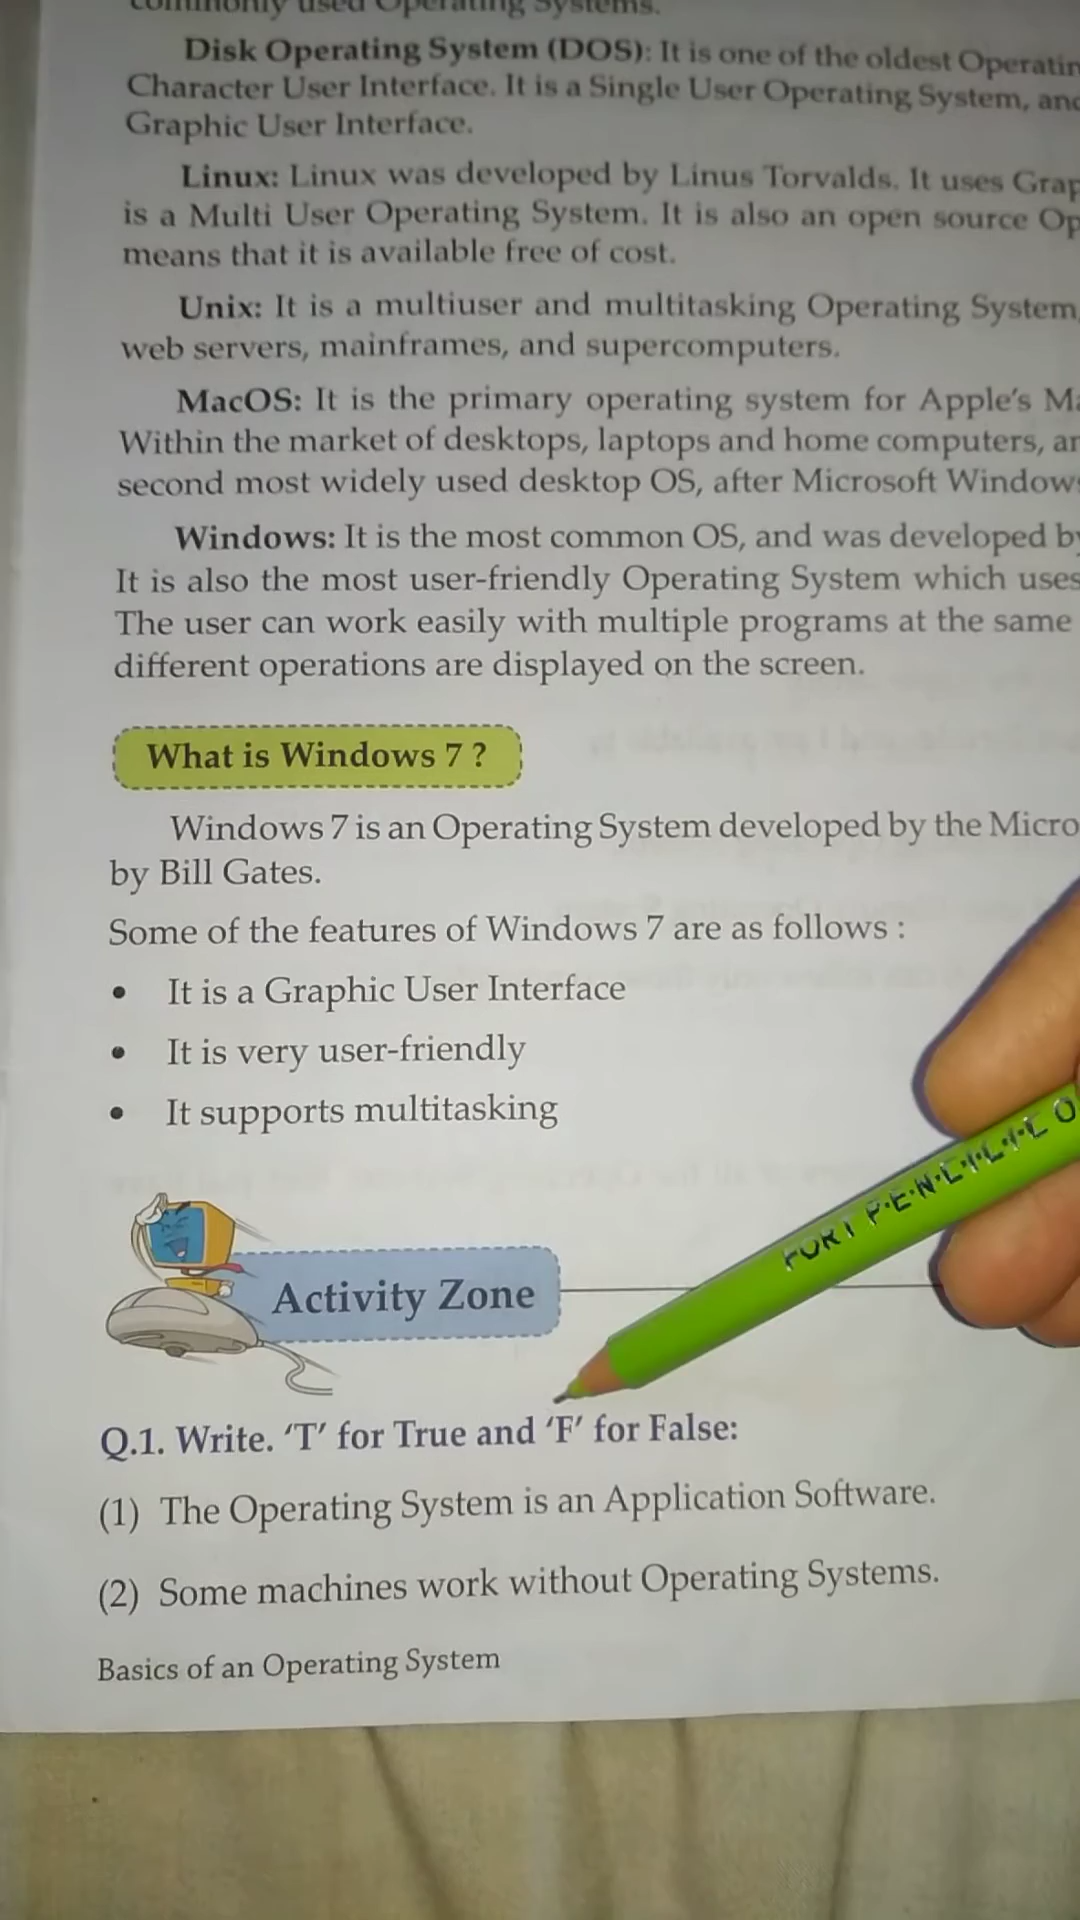 commonly used Operating Systems.
Disk Operating System (DOS): It is one of the oldest
Character User Interface. It is a Single User Operating System,
Graphic User Interface.
Linux: Linux was developed by Linus Torvalds. It uses
is a Multi User Operating System. It is also an open source
means that it is available free of cost.
Unix: It is a multiuser and multitasking Operating System,
web servers, mainframes, and supercomputers.
MacOS: It is the primary operating system for Apple's
Within the market of desktops, laptops and home computers,
second most widely used desktop OS, after Microsoft
Windows: It is the most common OS, and was developed
It is also the most user-friendly Operating System which uses
The user can work easily with multiple programs at the same
different operations are displayed on the screen.
What is Windows 7 ?
Windows 7 is an Operating System developed by the
by Bill Gates.
Some of the features of Windows 7 are as follows :
• It is a Graphic User Interface
• It is very user-friendly
• It supports multitasking
Activity Zone
Q.1. Write. 'T' for True and 'F' for False:
(1) The Operating System is an Application Software.
(2) Some machines work without Operating Systems.
Basics of an Operating System